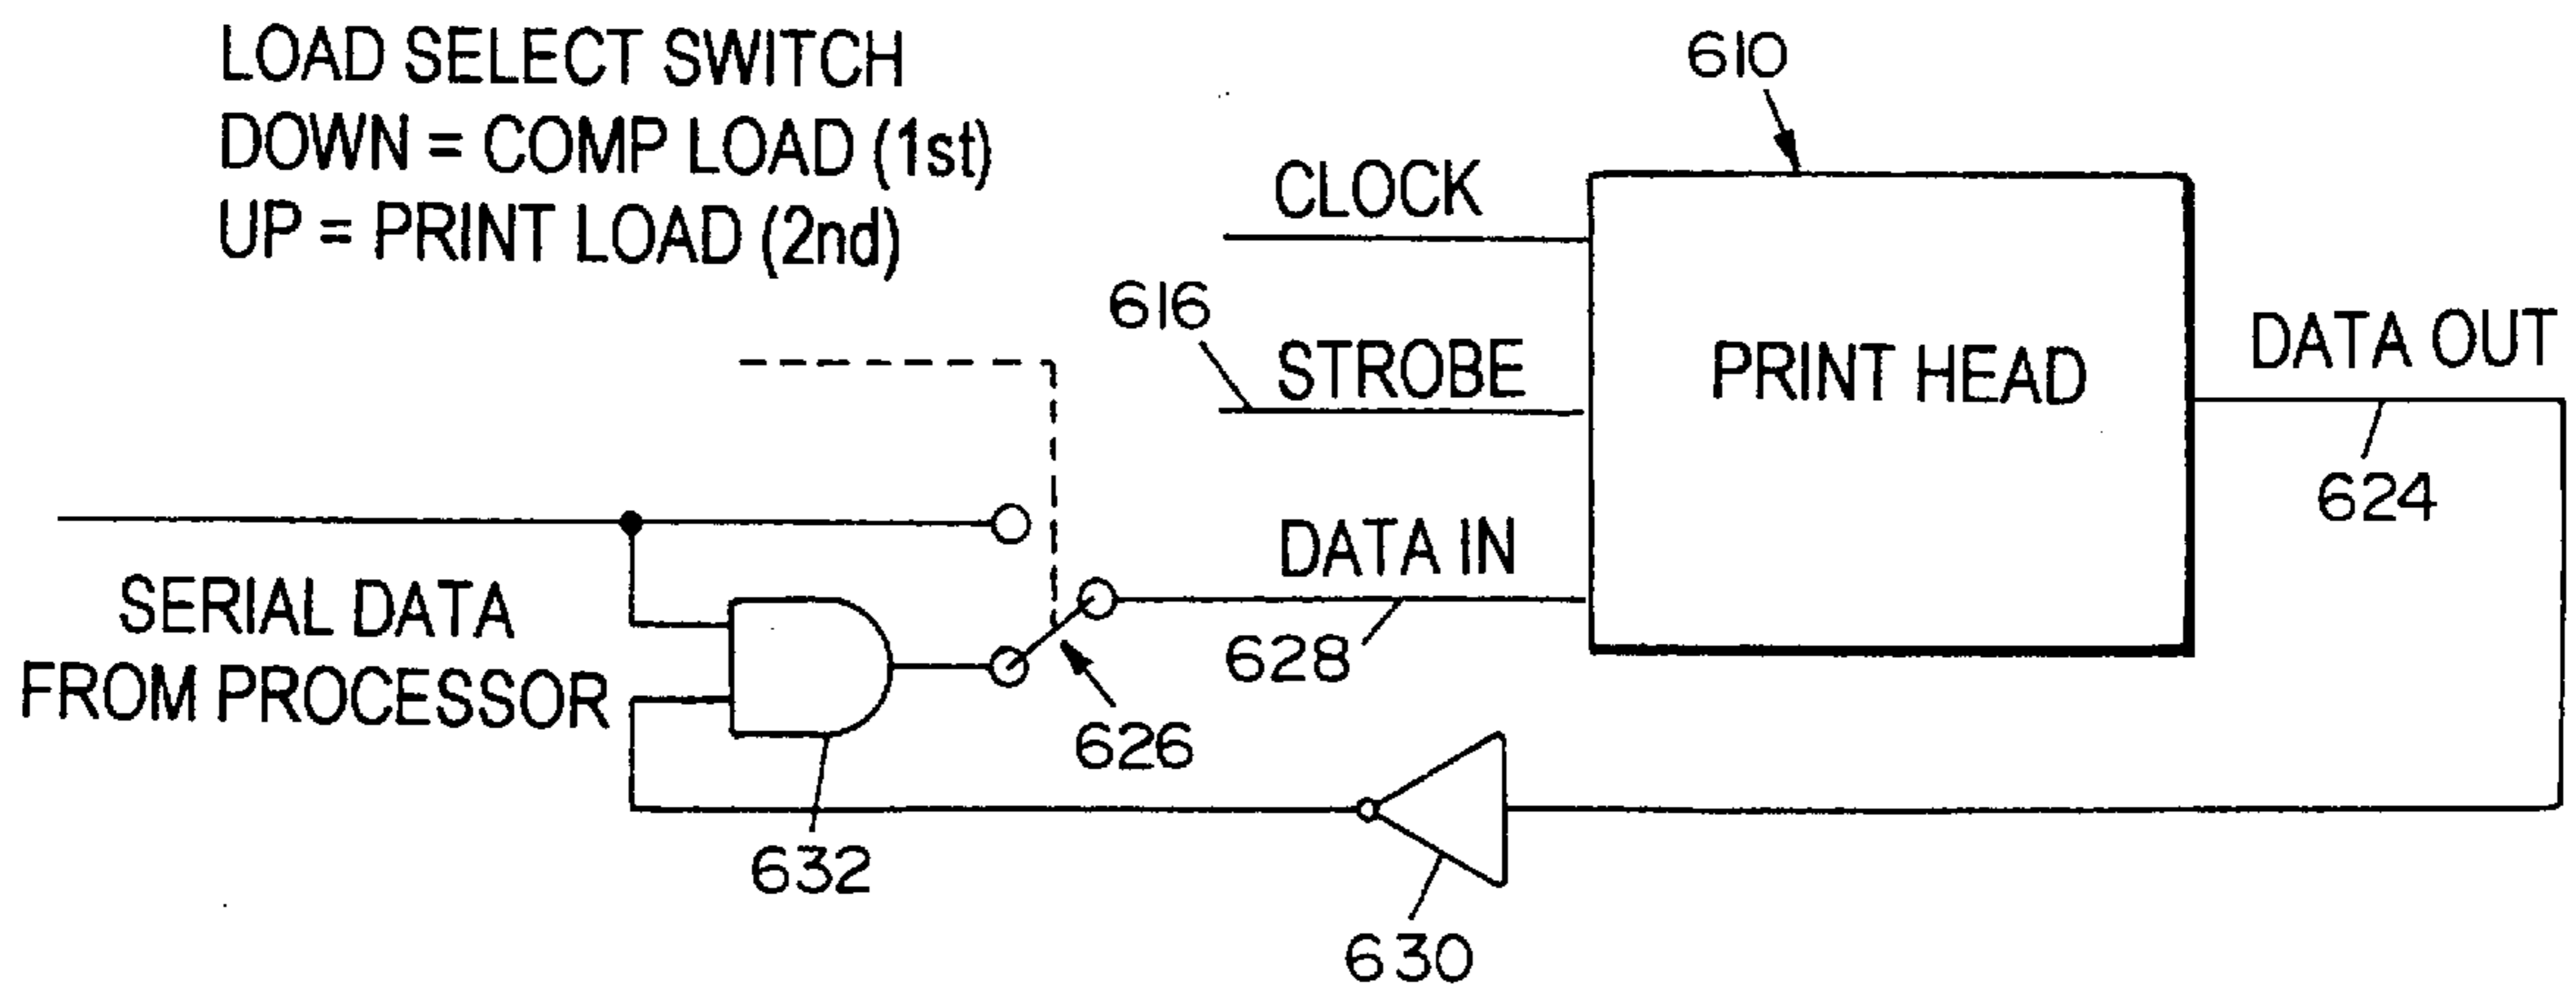 LOAD SELECT SWITCH
DOWN = COMP LOAD (1st)
UP = PRINT LOAD (2nd)
610
CLOCK
616
STROBE
PRINT HEAD
DATA OUT
624
DATA IN
628
SERIAL DATA
FROM PROCESSOR
626
632
630